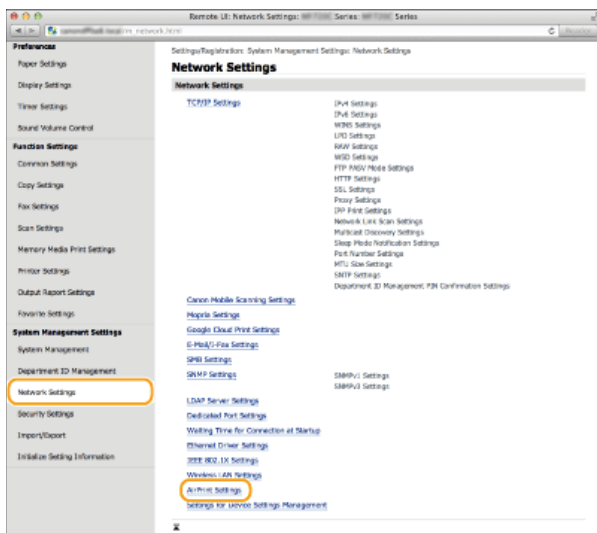 Remote UI: Network Settings: Series: Series
m_network.html
Reader
Preferences
Paper Settings
Display Settings
Timer Settings
Sound Volume Control
Function Settings
Common Settings
Copy Settings
Fax Settings
Scan Settings
Memory Media Print Settings
Printer Settings
Output Report Settings
Favorite Settings
System Management Settings
System Management
Department ID Management
Network Settings
Security Settings
Import/Export
Initialize Setting Information
Settings/Registration: System Management Settings: Network Settings
Network Settings
Network Settings
TCP/IP Settings
IPv4 Settings
IPv6 Settings
WINS Settings
LPD Settings
RAW Settings
WSD Settings
FTP PASV Mode Settings
HTTP Settings
SSL Settings
Proxy Settings
IPP Print Settings
Network Link Scan Settings
Multicast Discovery Settings
Sleep Mode Notification Settings
Port Number Settings
MTU Size Settings
SNTP Settings
Department ID Management PIN Confirmation Settings
Canon Mobile Scanning Settings
Mopria Settings
Google Cloud Print Settings
E-Mail/I-Fax Settings
SMB Settings
SNMP Settings
SNMPv1 Settings
SNMPv3 Settings
LDAP Server Settings
Dedicated Port Settings
Waiting Time for Connection at Startup
Ethernet Driver Settings
IEEE 802.1X Settings
Wireless LAN Settings
AirPrint Settings
Settings for Device Settings Management